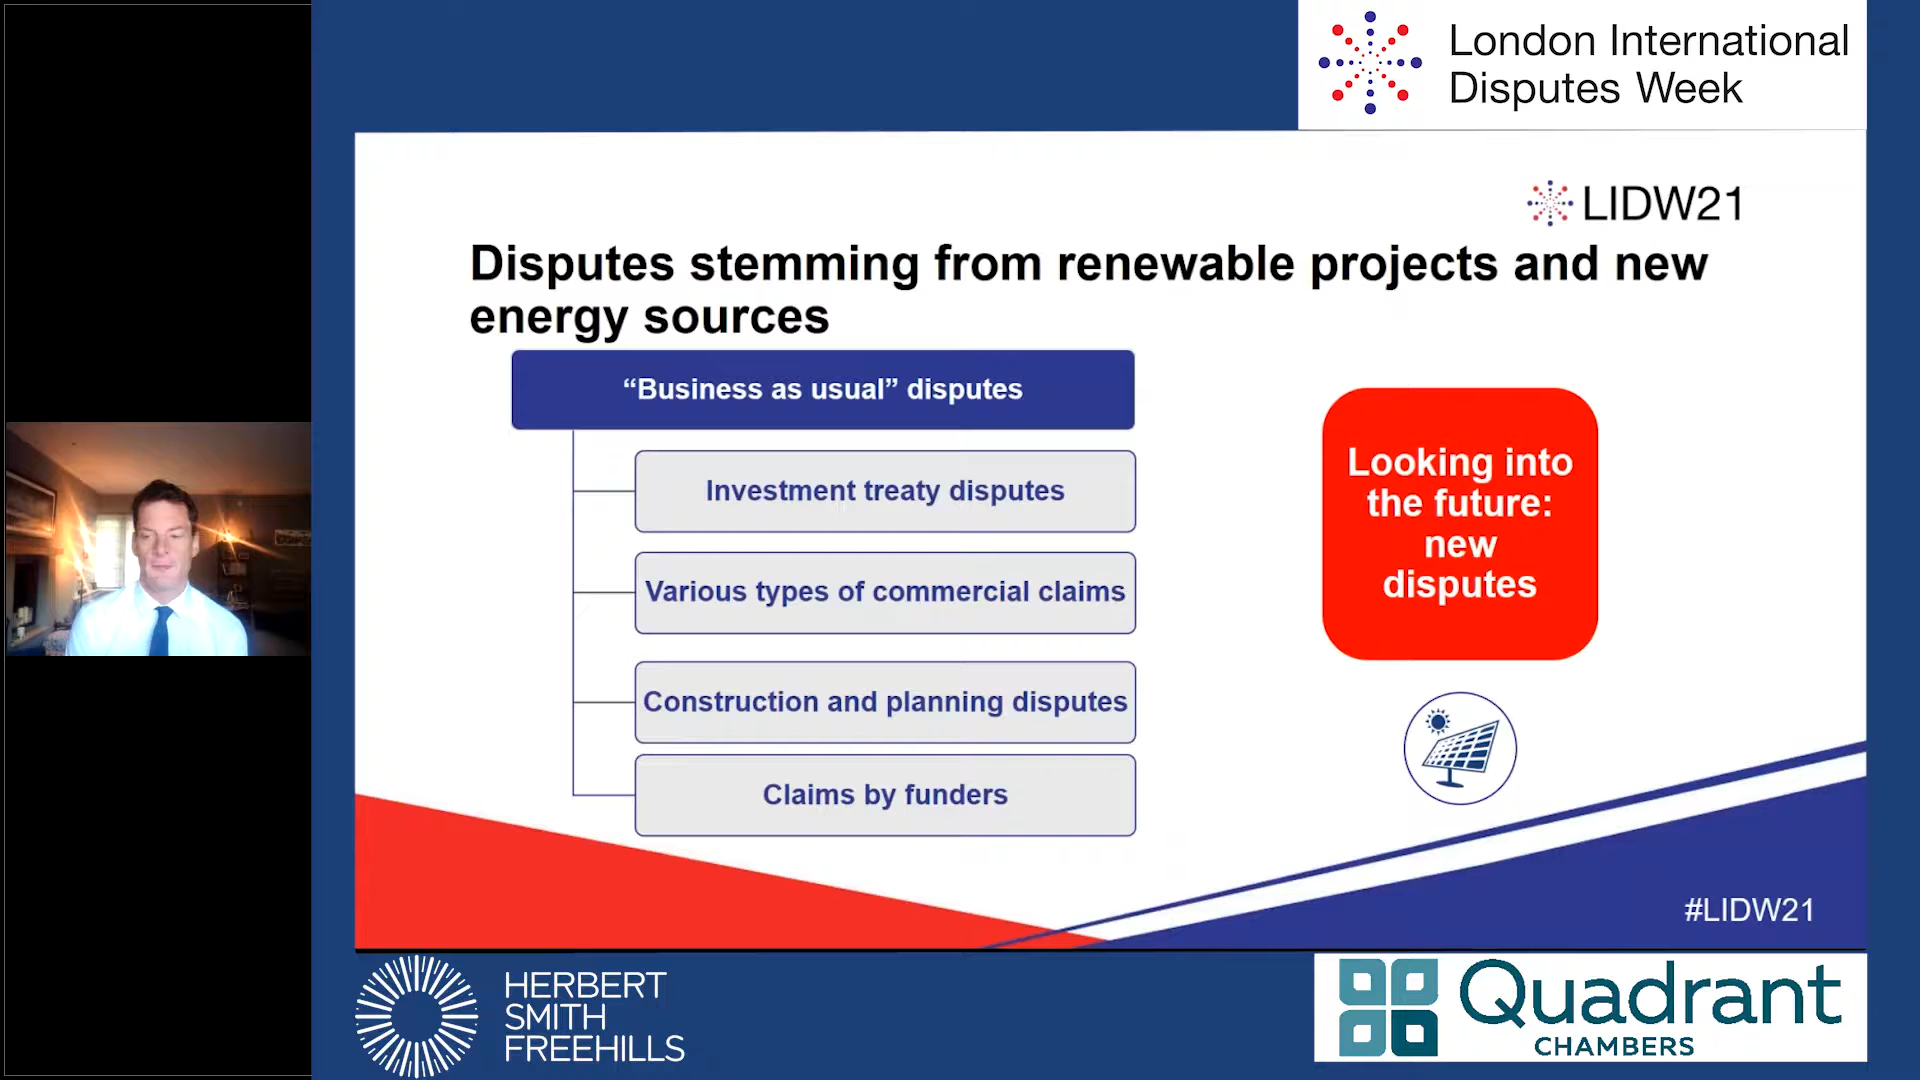 London International
Disputes Week
LIDW21
Disputes stemming from renewable projects and new
energy sources
“Business as usual” disputes
Investment treaty disputes
Various types of commercial claims
Construction and planning disputes
Claims by funders
Looking into
the future:
new
disputes
#LIDW21
HERBERT
SMITH
FREEHILLS
Quadrant
CHAMBERS